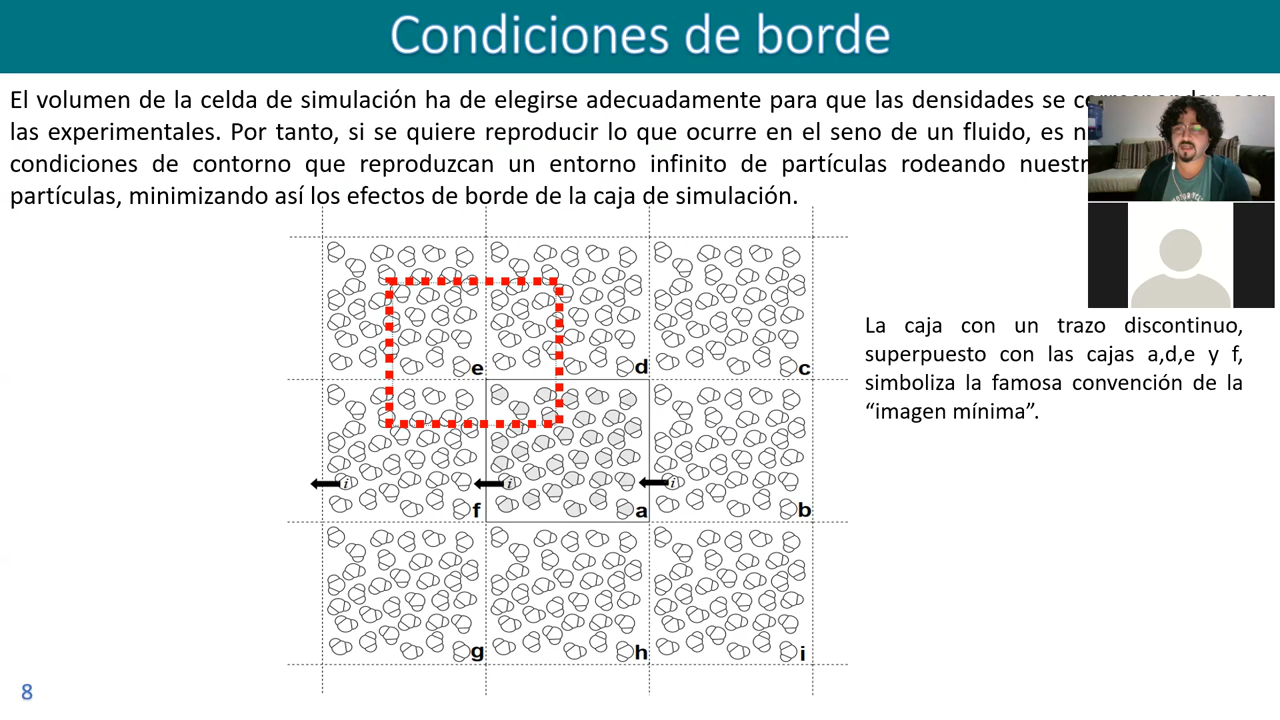 Condiciones de borde
El volumen de la celda de simulación ha de elegirse adecuadamente para que las densidades se
las experimentales. Por tanto, si se quiere reproducir lo que ocurre en el seno de un fluido, es
condiciones de contorno que reproduzcan un entorno infinito de partículas rodeando
partículas, minimizando así los efectos de borde de la caja de simulación.
La caja con un trazo discontinuo,
superpuesto con las cajas a,d,e y f,
simboliza la famosa convención de la
“imagen mínima”.
e d c
i i i
f a b
g h i
8